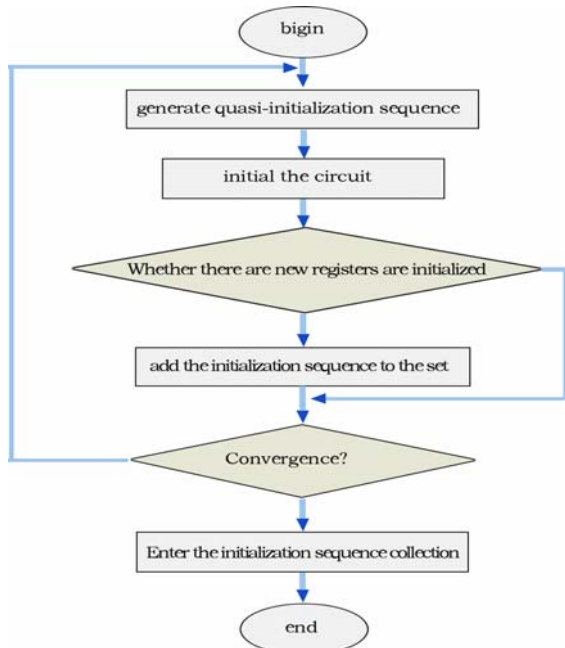 bigin
generate quasi-initialization sequence
initial the circuit
Whether there are new registers are initialized
add the initialization sequence to the set
Convergence?
Enter the initialization sequence collection
end